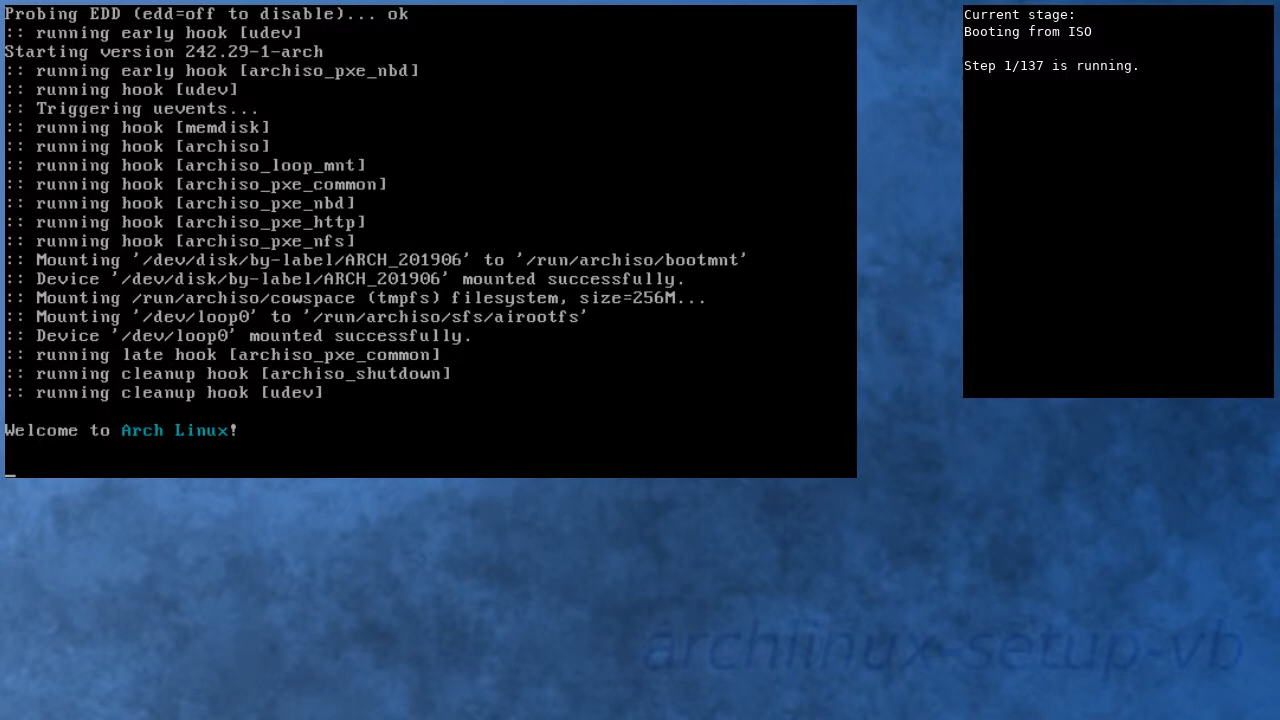 Probing EDD (edd=off to disable)... ok
:: running early hook [udev]
Starting version 242.29-1-arch
:: running early hook [archiso_pxe_nbd]
:: running hook [udev]
:: Triggering uevents...
:: running hook [memdisk]
:: running hook [archiso]
:: running hook [archiso_loop_mnt]
:: running hook [archiso_pxe_common]
:: running hook [archiso_pxe_nbd]
:: running hook [archiso_pxe_http]
:: running hook [archiso_pxe_nfs]
:: Mounting '/dev/disk/by-label/ARCH_201906' to '/run/archiso/bootmnt'
:: Device '/dev/disk/by-label/ARCH_201906' mounted successfully.
:: Mounting /run/archiso/cowspace (tmpfs) filesystem, size=256M...
:: Mounting '/dev/loop0' to '/run/archiso/sfs/airootfs'
:: Device '/dev/loop0' mounted successfully.
:: running late hook [archiso_pxe_common]
:: running cleanup hook [archiso_shutdown]
:: running cleanup hook [udev]
Welcome to Arch Linux!
_
Current stage:
Booting from ISO
Step 1/137 is running.
archlinux-setup-vb